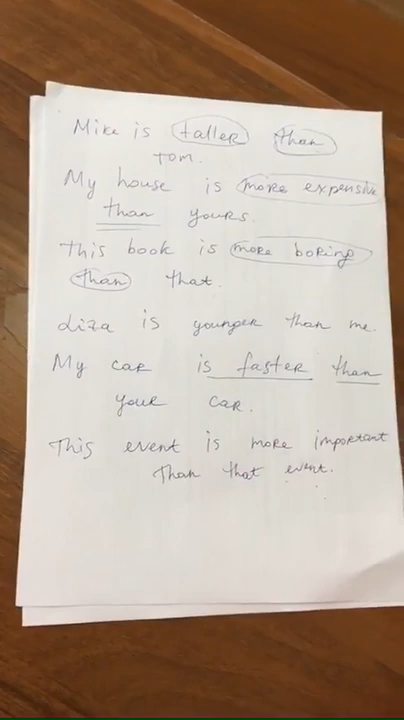 Mike is taller than
Tom.
My house is more expensive
than yours.
This book is more boring
than that.
Liza is younger than me.
My car is faster than
your car.
This event is more important
Than that event.